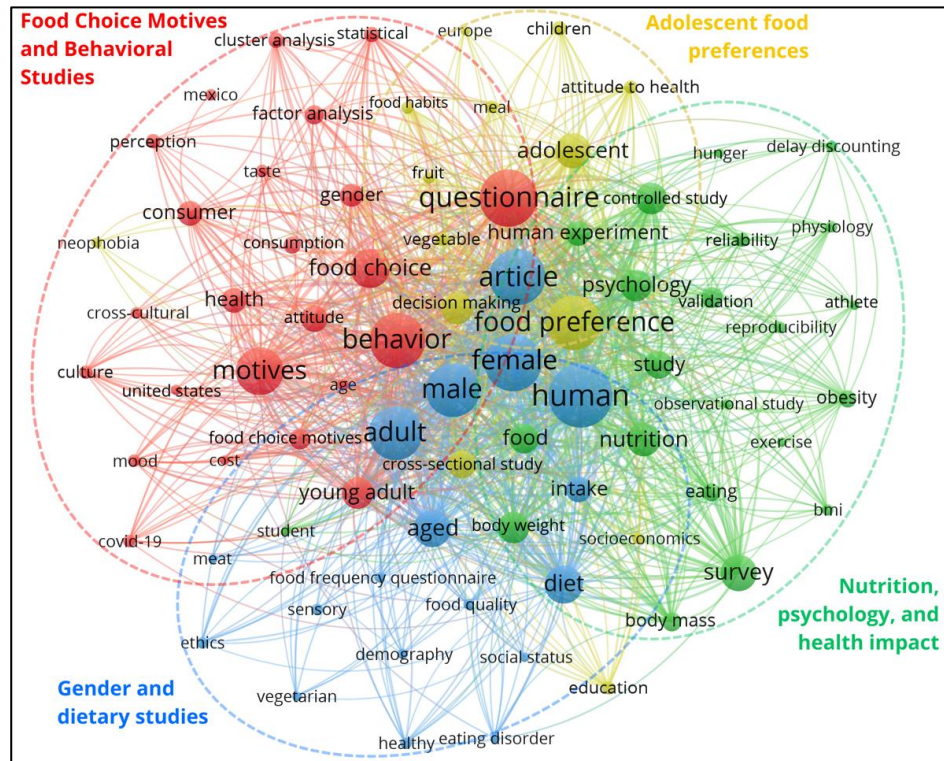 Food Choice Motives
and Behavioral
Studies
Adolescent food
preferences
cluster analysis
statistical
europe
children
mexico
factor analysis
food habits
meal
attitude to health
perception
taste
fruit
adolescent
hunger
delay discounting
consumer
gender
questionnaire
controlled study
neophobia
consumption
vegetable
human experiment
reliability
physiology
food choice
article
psychology
cross-cultural
health
attitude
decision making
validation
athlete
behavior
food preference
reproducibility
culture
motives
united states
age
male
female
human
study
observational study
obesity
food choice motives
adult
food
nutrition
exercise
mood
cost
cross-sectional study
young adult
intake
eating
bmi
covid-19
student
aged
body weight
socioeconomics
meat
food frequency questionnaire
diet
survey
sensory
food quality
body mass
Nutrition,
psychology, and
health impact
ethics
demography
social status
Gender and
dietary studies
vegetarian
education
healthy
eating disorder